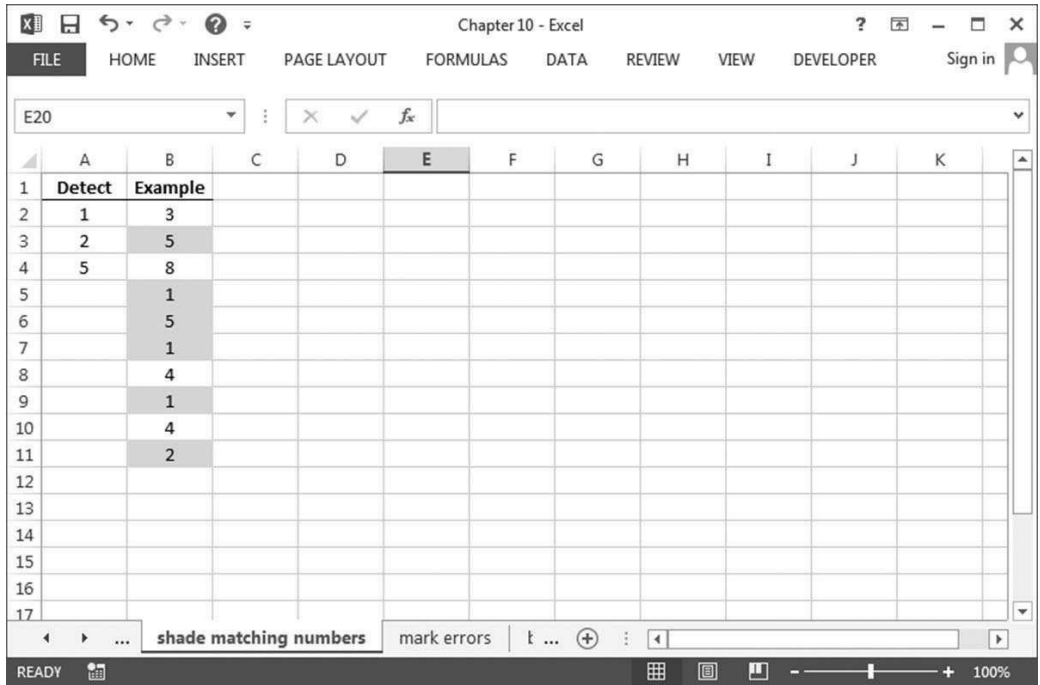 Chapter 10 - Excel
?
FILE HOME INSERT PAGE LAYOUT FORMULAS DATA REVIEW VIEW DEVELOPER Sign in
E20 fx
A B C D E F G H I J K
1 Detect Example
2 1 3
3 2 5
4 5 8
5 1
6 5
7 1
8 4
9 1
10 4
11 2
12
13
14
15
16
17
... shade matching numbers mark errors ...
READY 100%